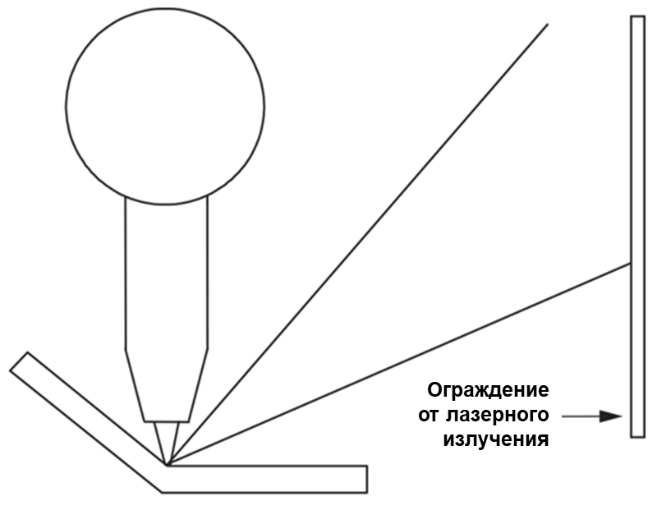 Ограждение
от лазерного
излучения